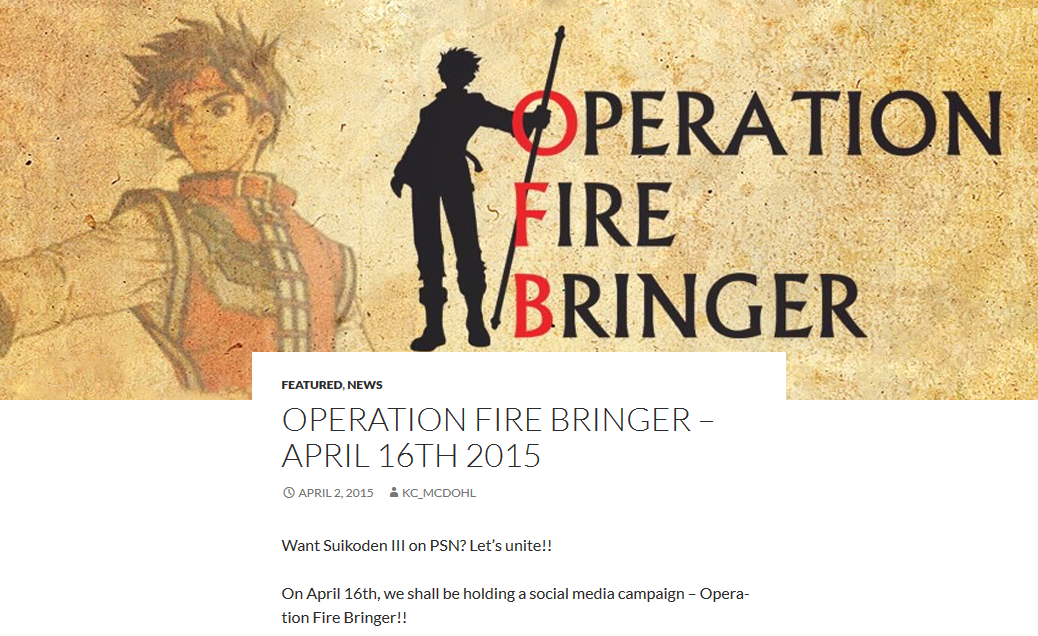 OPERATION
FIRE
BRINGER
FEATURED, NEWS
OPERATION FIRE BRINGER –
APRIL 16TH 2015
APRIL 2, 2015 KC_MCDOHL
Want Suikoden III on PSN? Let's unite!!
On April 16th, we shall be holding a social media campaign – Opera-
tion Fire Bringer!!